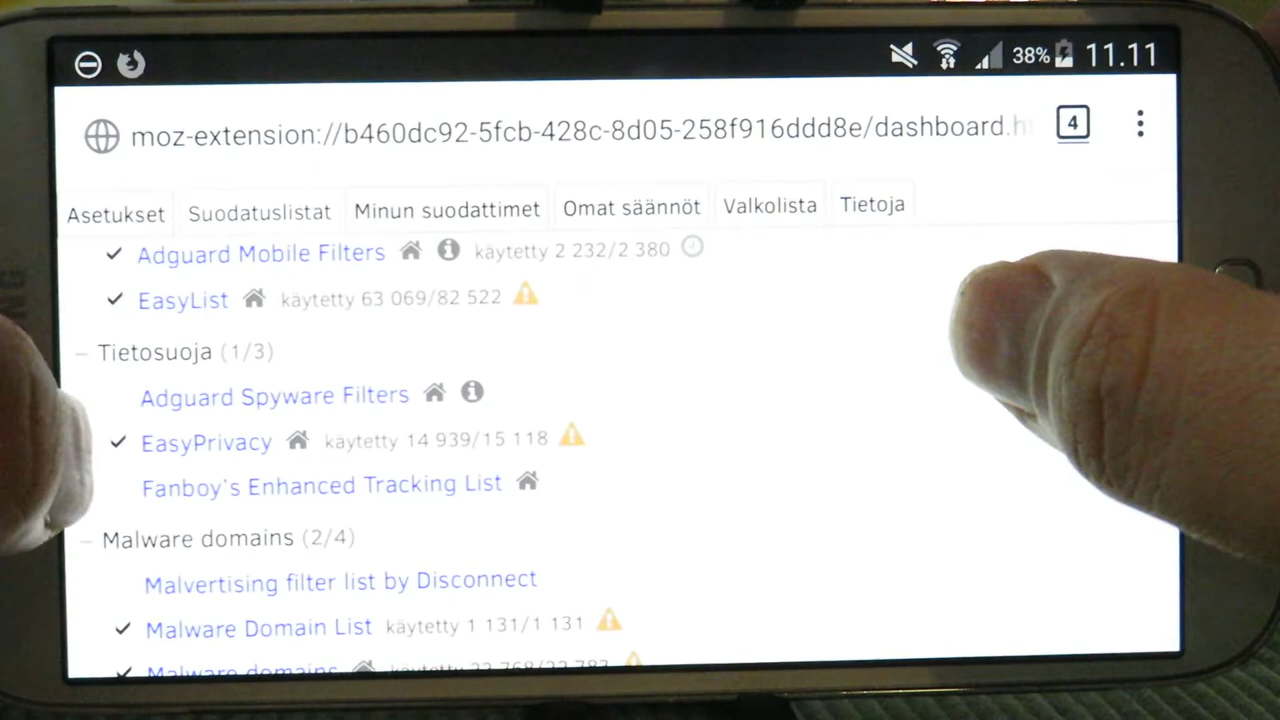 38% 11.11
moz-extension://b460dc92-5fcb-428c-8d05-258f916ddd8e/dashboard.h
4
Asetukset Suodatuslistat Minun suodattimet Omat säännöt Valkolista Tietoja
Adguard Mobile Filters käytetty 2 232/2 380
EasyList käytetty 63 069/82 522
– Tietosuoja (1/3)
Adguard Spyware Filters
EasyPrivacy käytetty 14 939/15 118
Fanboy's Enhanced Tracking List
– Malware domains (2/4)
Malvertising filter list by Disconnect
Malware Domain List käytetty 1 131/1 131
Malware domains käytetty